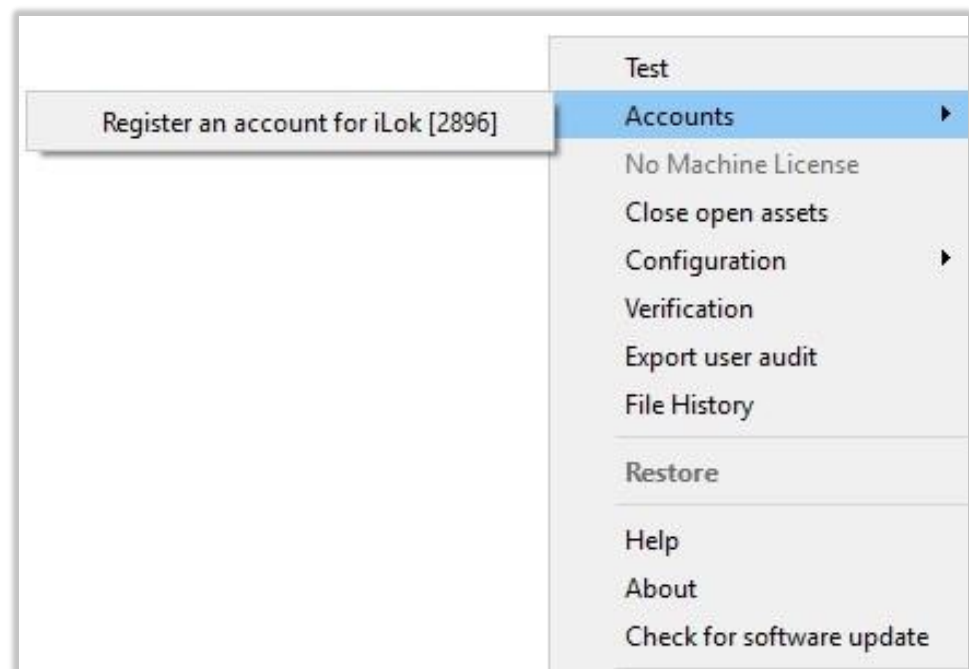 Test
Register an account for iLok [2896]
Accounts
No Machine License
Close open assets
Configuration
Verification
Export user audit
File History
Restore
Help
About
Check for software update